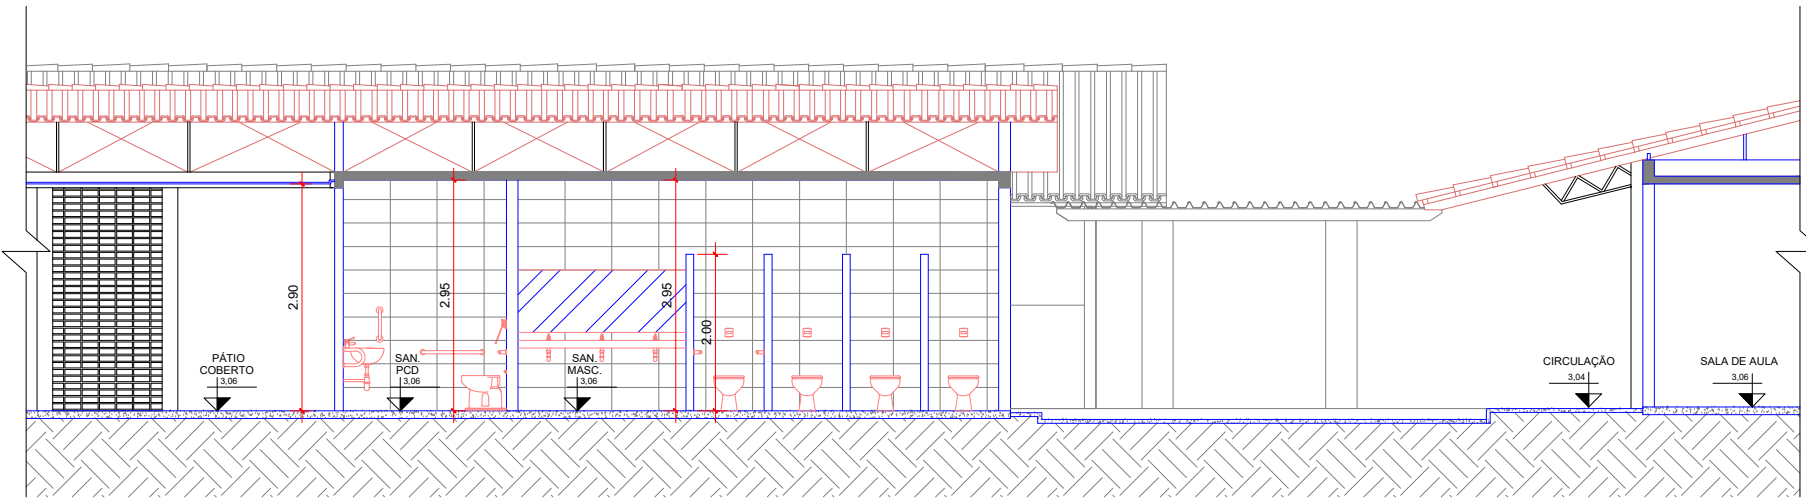 2.90
2.95
2.95
2.00
PÁTIO
COBERTO
3,06
SAN.
PCD
3,06
SAN.
MASC.
3,06
CIRCULAÇÃO
3,04
SALA DE AULA
3,06